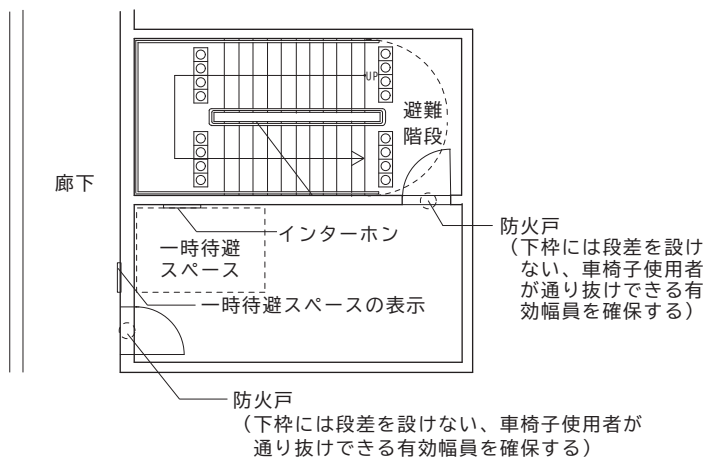 UP
避難
階段
廊下
インターホン
一時待避
スペース
防火戸
（下枠には段差を設け
ない、車椅子使用者
が通り抜けできる有
効幅員を確保する）
一時待避スペースの表示
防火戸
（下枠には段差を設けない、車椅子使用者が
通り抜けできる有効幅員を確保する）